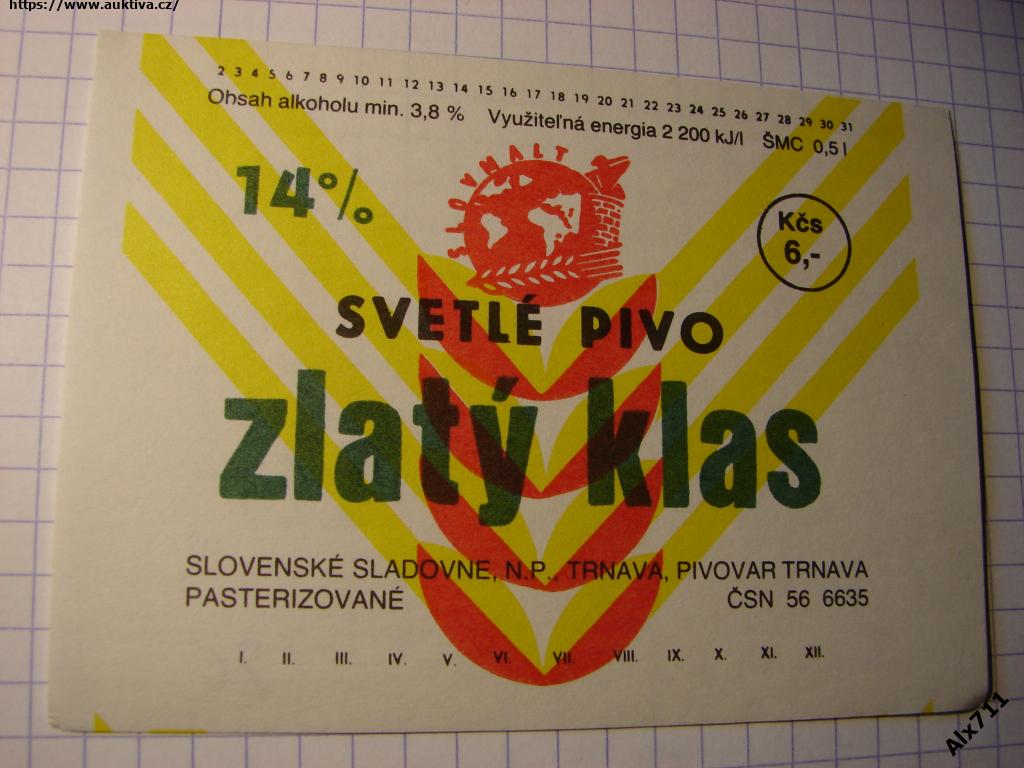 https://www.auktiva.cz/
2 3 4 5 6 7 8 9 10 11 12 13 14 15 16 17 18 19 20 21 22 23 24 25 26 27 28 29 30 31
Obsah alkoholu min. 3,8 % Využiteľná energia 2 200 kJ/l ŠMC 0,5 l
SLOVMALT
14%
Kčs
6,-
SVETLÉ PIVO
zlatý klas
SLOVENSKÉ SLADOVNE, N.P., TRNAVA, PIVOVAR TRNAVA
PASTERIZOVANÉ ČSN 56 6635
I. II. III. IV. V. VI. VII. VIII. IX. X. XI. XII.
Alx711